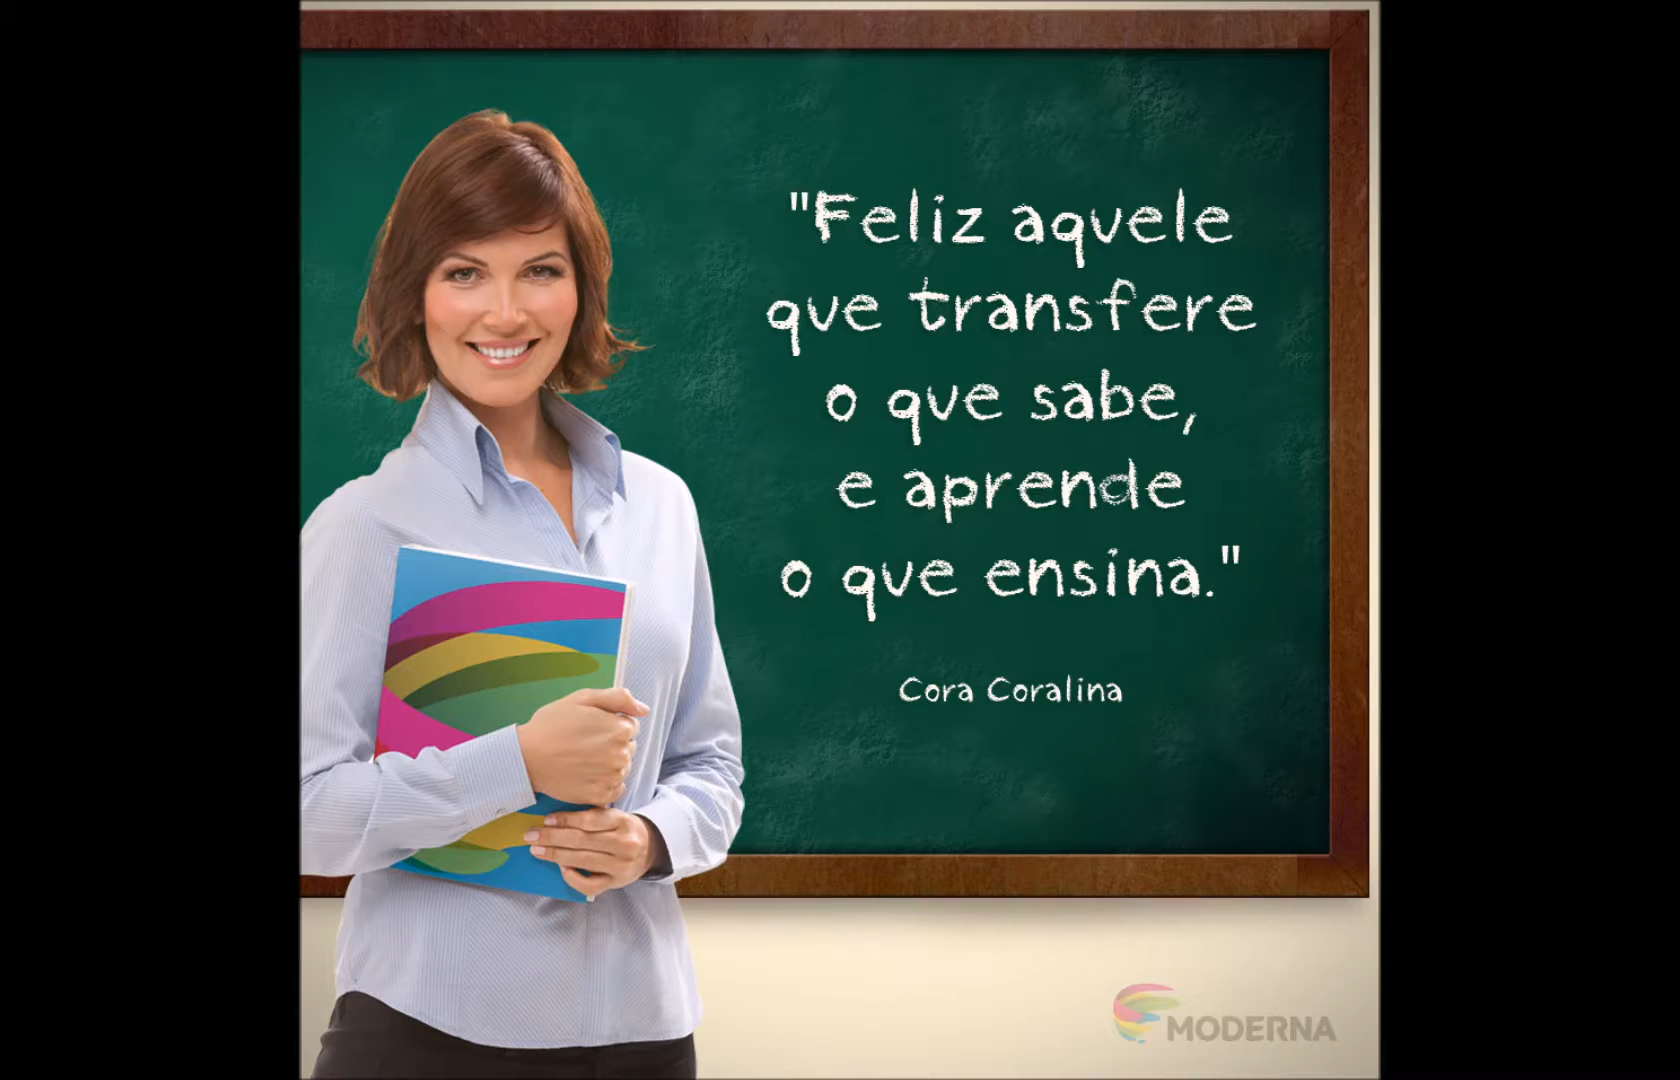 "Feliz aquele
que transfere
o que sabe,
e aprende
o que ensina."
Cora Coralina
MODERNA